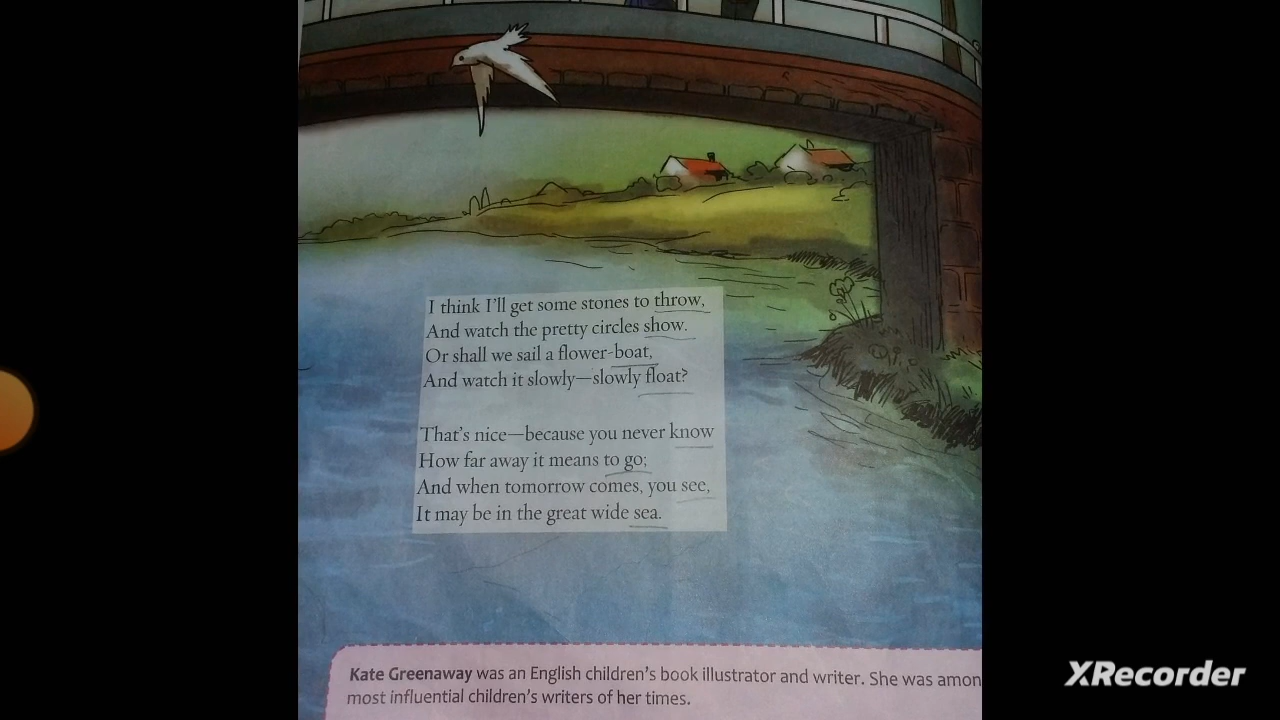 I think I'll get some stones to throw,
And watch the pretty circles show.
Or shall we sail a flower-boat,
And watch it slowly—slowly float?
That's nice—because you never know
How far away it means to go;
And when tomorrow comes, you see,
It may be in the great wide sea.
Kate Greenaway was an English children's book illustrator and writer. She was amon
most influential children's writers of her times.
XRecorder